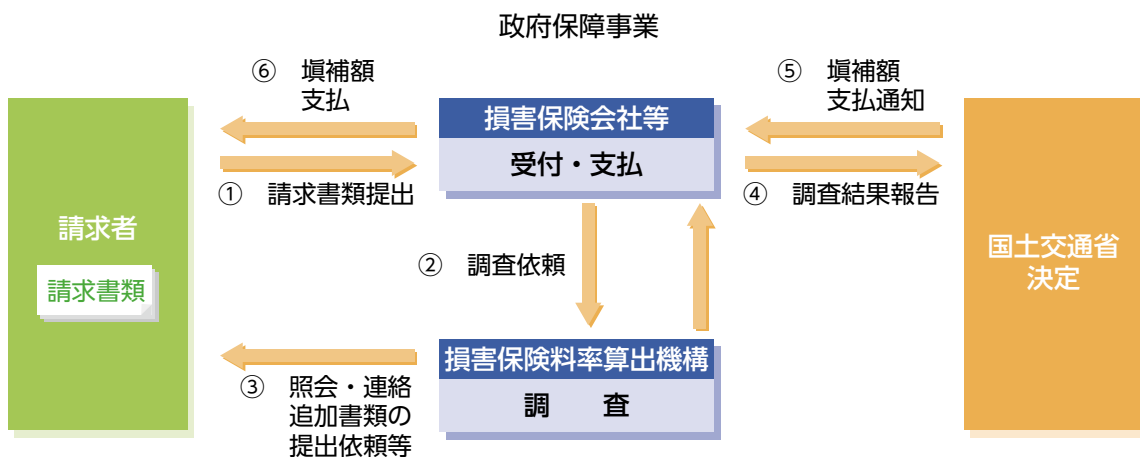 政府保障事業
⑥ 塡補額
支払
⑤ 塡補額
支払通知
損害保険会社等
受付・支払
① 請求書類提出
④ 調査結果報告
請求者
請求書類
国土交通省
決定
② 調査依頼
損害保険料率算出機構
調　査
③ 照会・連絡
追加書類の
提出依頼等